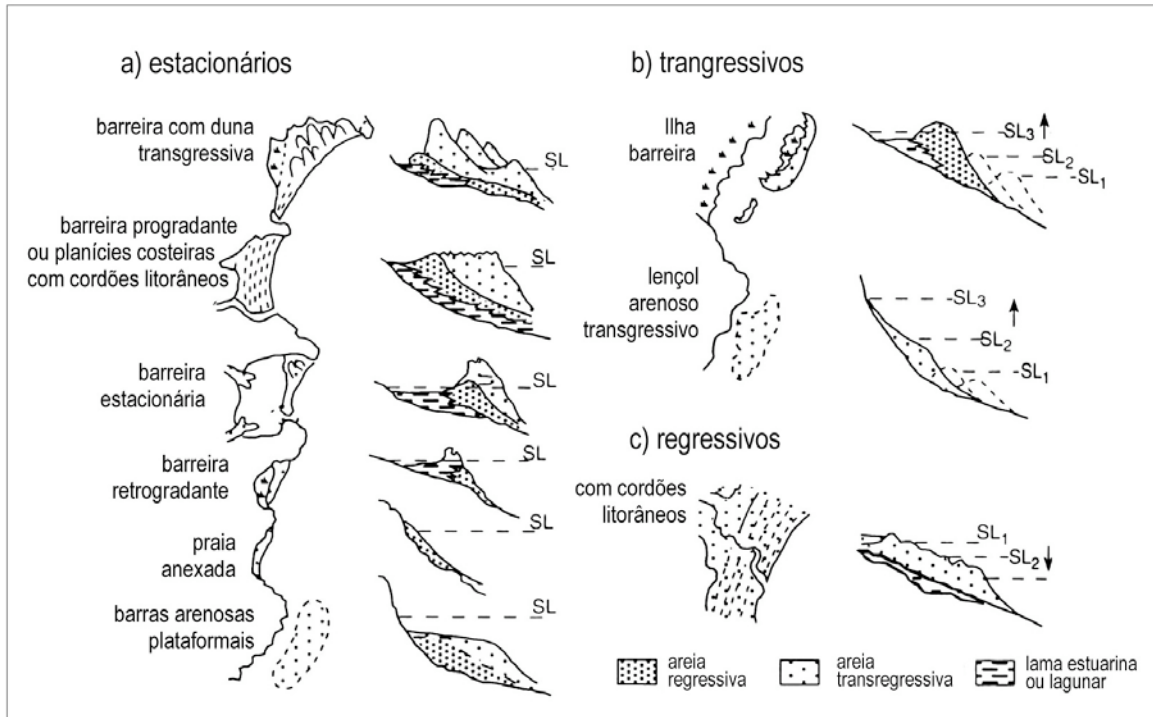 a) estacionários
barreira com duna
transgressiva
SL
barreira progradante
ou planícies costeiras
com cordões litorâneos
SL
barreira
estacionária
SL
barreira
retrogradante
SL
praia
anexada
SL
barras arenosas
plataformais
SL
b) trangressivos
Ilha
barreira
SL3
SL2
SL1
lençol
arenoso
transgressivo
SL3
SL2
SL1
c) regressivos
com cordões
litorâneos
SL1
SL2
areia
regressiva
areia
transregressiva
lama estuarina
ou lagunar